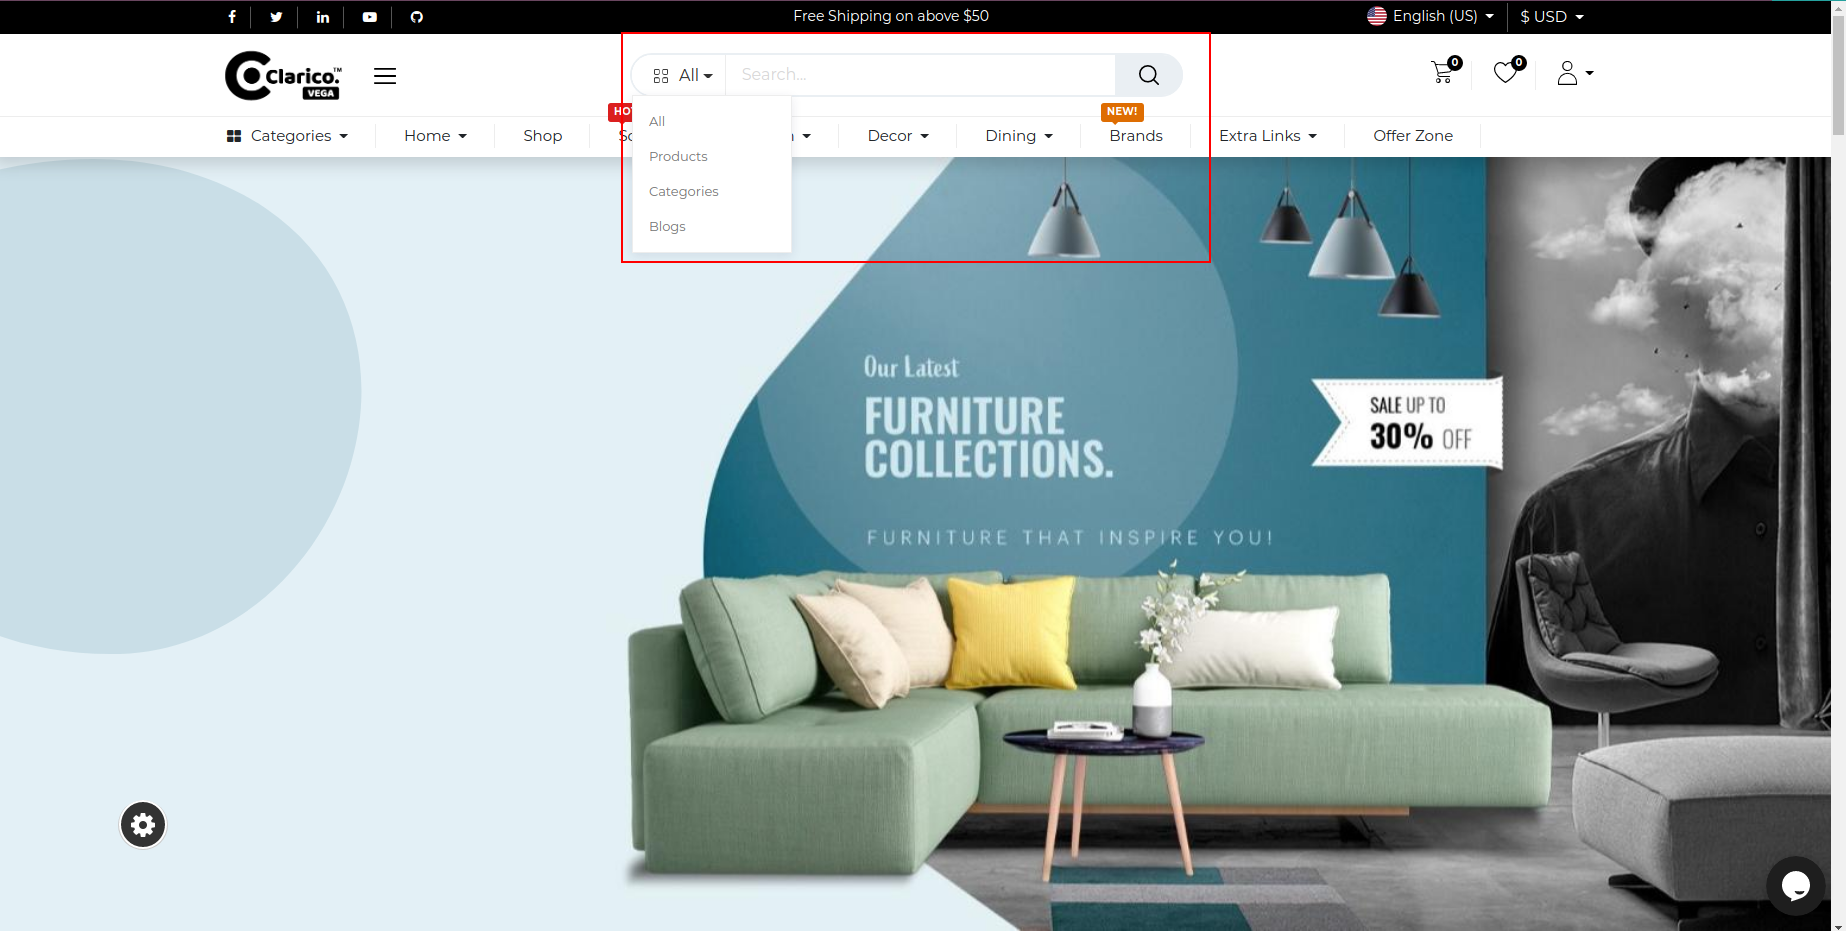 Free Shipping on above $50
English (US)
$ USD
Clarico.™
VEGA
All
Search...
0
0
All
Products
Categories
Blogs
NEW!
Categories
Home
Shop
Decor
Dining
Brands
Extra Links
Offer Zone
Our Latest
FURNITURE
COLLECTIONS.
FURNITURE THAT INSPIRE YOU!
SALE UP TO
30% OFF